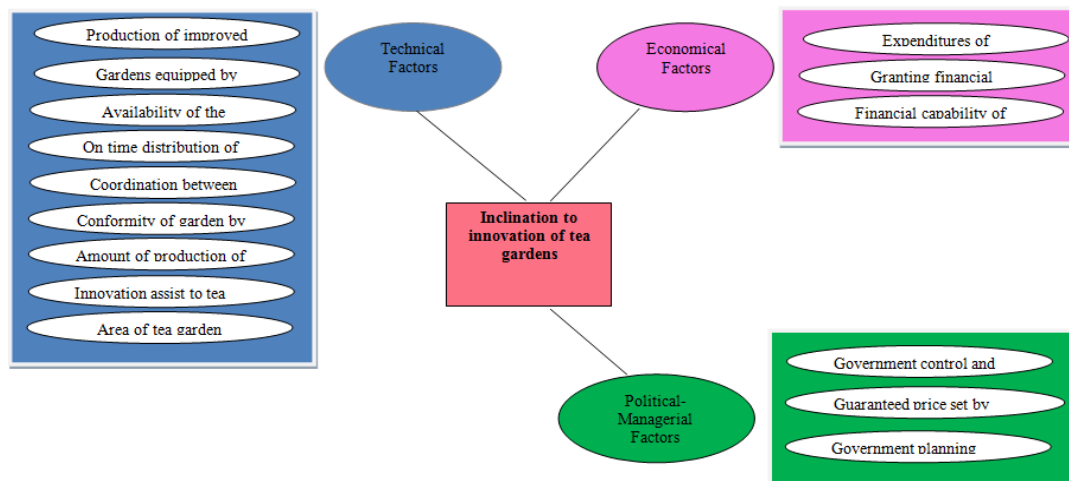 Production of improved
Gardens equipped by
Availability of the
On time distribution of
Coordination between
Conformity of garden by
Amount of production of
Innovation assist to tea
Area of tea garden
Technical
Factors
Economical
Factors
Expenditures of
Granting financial
Financial capability of
Inclination to
innovation of tea
gardens
Political-
Managerial
Factors
Government control and
Guaranteed price set by
Government planning